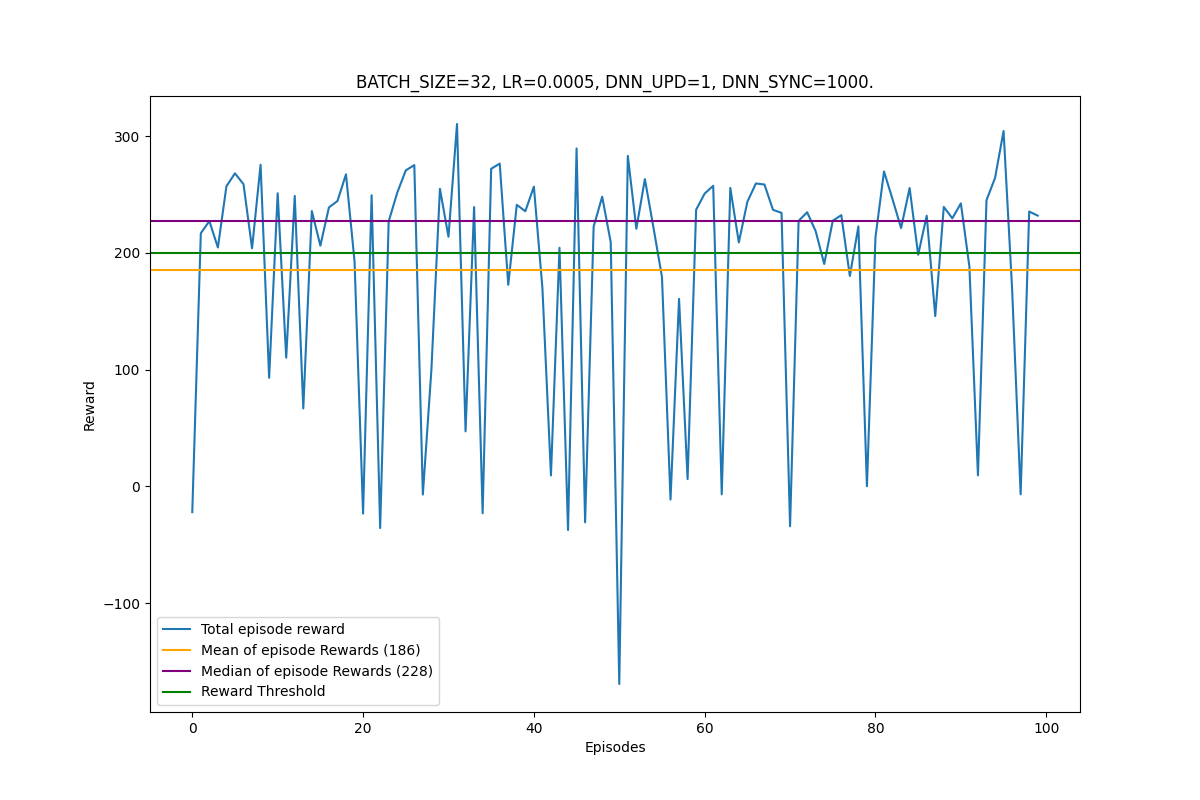 BATCH_SIZE=32, LR=0.0005, DNN_UPD=1, DNN_SYNC=1000.
300
200
100
0
−100
Reward
Total episode reward
Mean of episode Rewards (186)
Median of episode Rewards (228)
Reward Threshold
0 20 40 60 80 100
Episodes